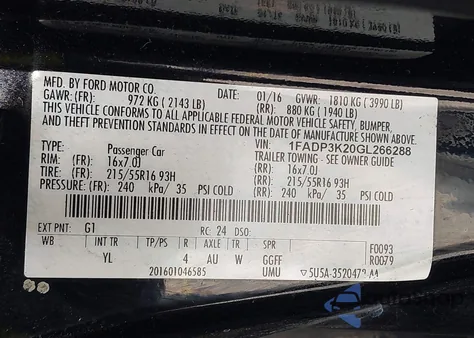 MFD. BY FORD MOTOR CO. 01/16 GVWR: 1810 KG ( 3990 LB)
GAWR: (FR): 972 KG ( 2143 LB) (RR): 880 KG ( 1940 LB)
THIS VEHICLE CONFORMS TO ALL APPLICABLE FEDERAL MOTOR VEHICLE SAFETY, BUMPER,
AND THEFT PREVENTION STANDARDS IN EFFECT ON THE DATE OF MANUFACTURE SHOWN ABOVE.
VIN: 1FADP3K20GL266288
TYPE: Passenger Car TRAILER TOWING - SEE OWNER GUIDE
RIM: (FR) 16x7.0J (RR) 16x7.0J
TIRE: (FR) 215/55R16 93H (RR) 215/55R16 93H
PRESSURE: (FR) 240 kPa/ 35 PSI COLD (RR) 240 kPa/ 35 PSI COLD
EXT PNT: G1 RC: 24 DSO:
WB INT TR TP/PS R AXLE TR SPR F0093
YL 4 AU W GGFF R0079
201601046585 UMU ▽5U5A-3520472-AA